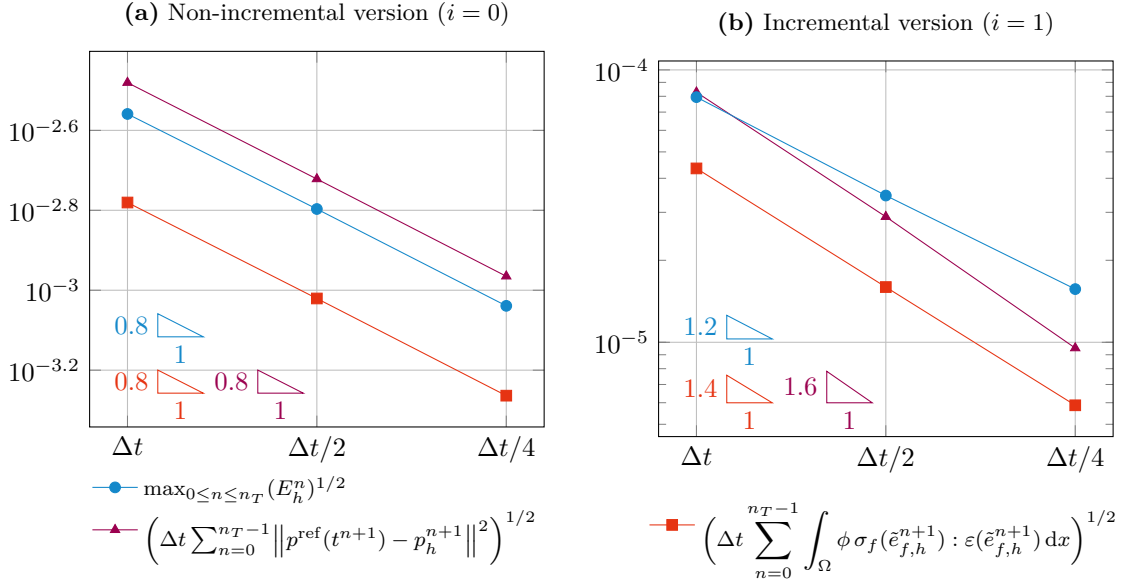 (a) Non-incremental version (i = 0)
10^{-2.6}
10^{-2.8}
10^{-3}
10^{-3.2}
0.8
1
0.8
1
0.8
1
Δt
Δt/2
Δt/4
(b) Incremental version (i = 1)
10^{-4}
10^{-5}
1.2
1
1.4
1
1.6
1
Δt
Δt/2
Δt/4
max_{0≤n≤n_T}(E_h^n)^{1/2}
(Δt ∑_{n=0}^{n_T−1} ||p^{ref}(t^{n+1}) − p_h^{n+1}||^2)^{1/2}
(Δt ∑_{n=0}^{n_T−1} ∫_Ω ϕ σ_f(ẽ_{f,h}^{n+1}) : ε(ẽ_{f,h}^{n+1}) dx)^{1/2}